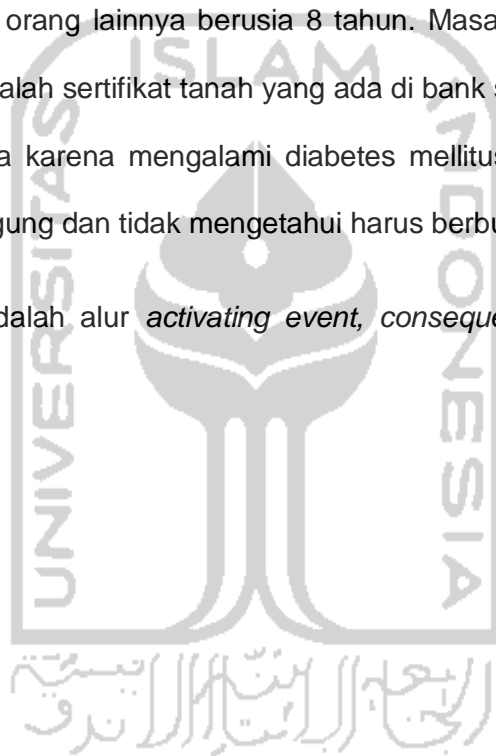 orang lainnya berusia 8 tahun. Masa
alah sertifikat tanah yang ada di bank s
a karena mengalami diabetes mellitus
gung dan tidak mengetahui harus berbu
dalah alur activating event, conseque
ISLAM
UNIVERSITAS
INDONESIA